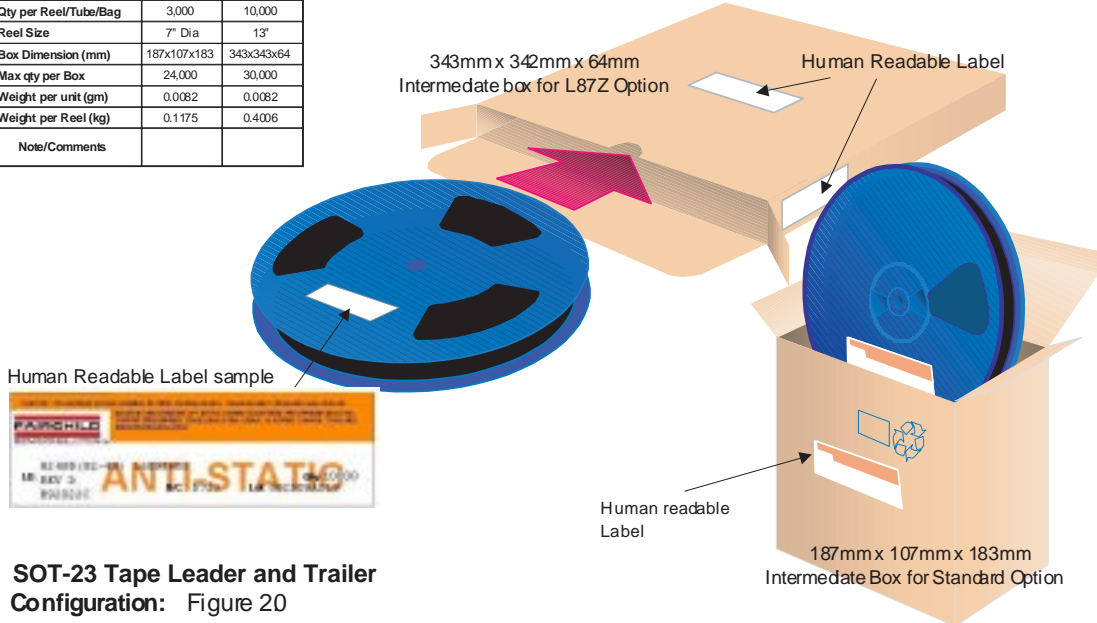 Qty per Reel/Tube/Bag 3,000 10,000
Reel Size 7" Dia 13"
Box Dimension (mm) 187x107x183 343x343x64
Max qty per Box 24,000 30,000
Weight per unit (gm) 0.0082 0.0082
Weight per Reel (kg) 0.1175 0.4006
Note/Comments
343mm x 342mm x 64mm
Intermediate box for L87Z Option
Human Readable Label
Human Readable Label sample
FAIRCHILD
ANTI-STATIC
Human readable
Label
187mm x 107mm x 183mm
Intermediate Box for Standard Option
SOT-23 Tape Leader and Trailer
Configuration: Figure 2.0